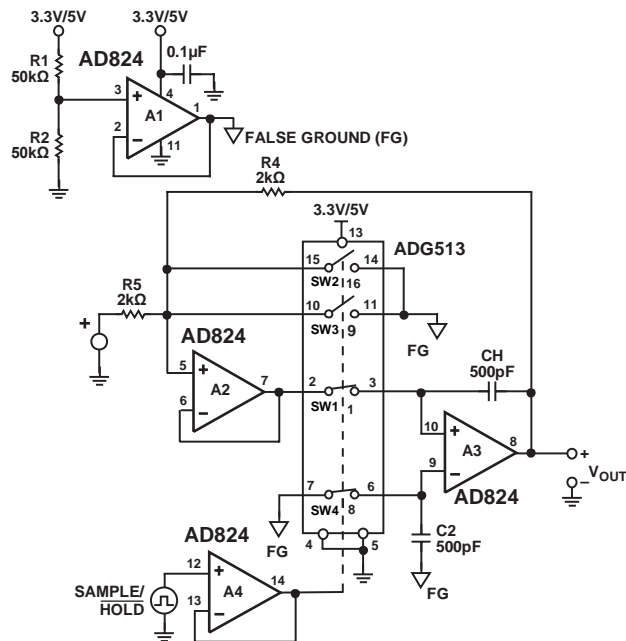 3.3V/5V 3.3V/5V
R1
50kΩ
AD824
0.1µF
3
4
A1
1
2
11
R2
50kΩ
FALSE GROUND (FG)
R4
2kΩ
3.3V/5V
13
ADG513
15
14
SW2
16
R5
2kΩ
10
11
SW3
9
FG
+
AD824
5
A2
7
6
2
3
SW1
1
CH
500pF
10
A3
8
9
AD824
+
VOUT
–
7
6
SW4
8
FG
4
5
C2
500pF
FG
AD824
12
A4
14
13
SAMPLE/
HOLD